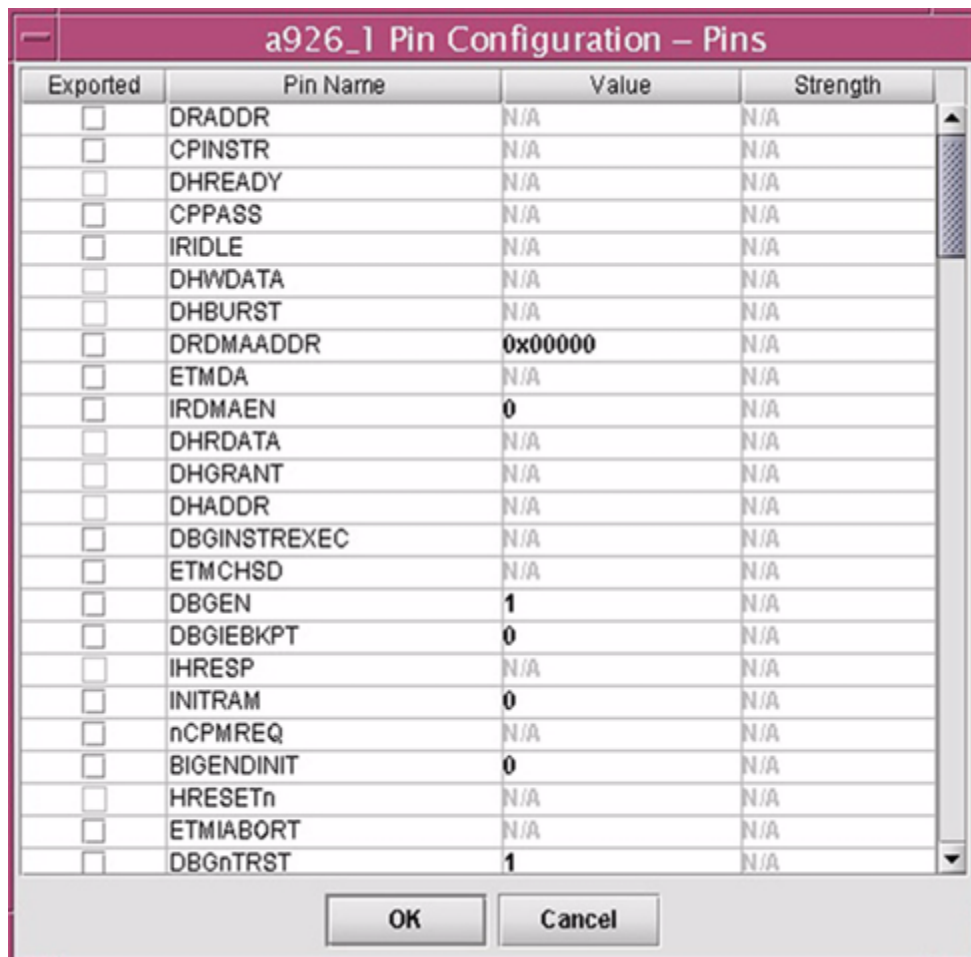 a926_1 Pin Configuration – Pins
Exported Pin Name Value Strength
DRADDR N/A N/A
CPINSTR N/A N/A
DHREADY N/A N/A
CPPASS N/A N/A
IRIDLE N/A N/A
DHWDATA N/A N/A
DHBURST N/A N/A
DRDMAADDR 0x00000 N/A
ETMDA N/A N/A
IRDMAEN 0 N/A
DHRDATA N/A N/A
DHGRANT N/A N/A
DHADDR N/A N/A
DBGINSTREXEC N/A N/A
ETMCHSD N/A N/A
DBGEN 1 N/A
DBGIEBKPT 0 N/A
IHRESP N/A N/A
INITRAM 0 N/A
nCPMREQ N/A N/A
BIGENDINIT 0 N/A
HRESETn N/A N/A
ETMIABORT N/A N/A
DBGnTRST 1 N/A
OK Cancel